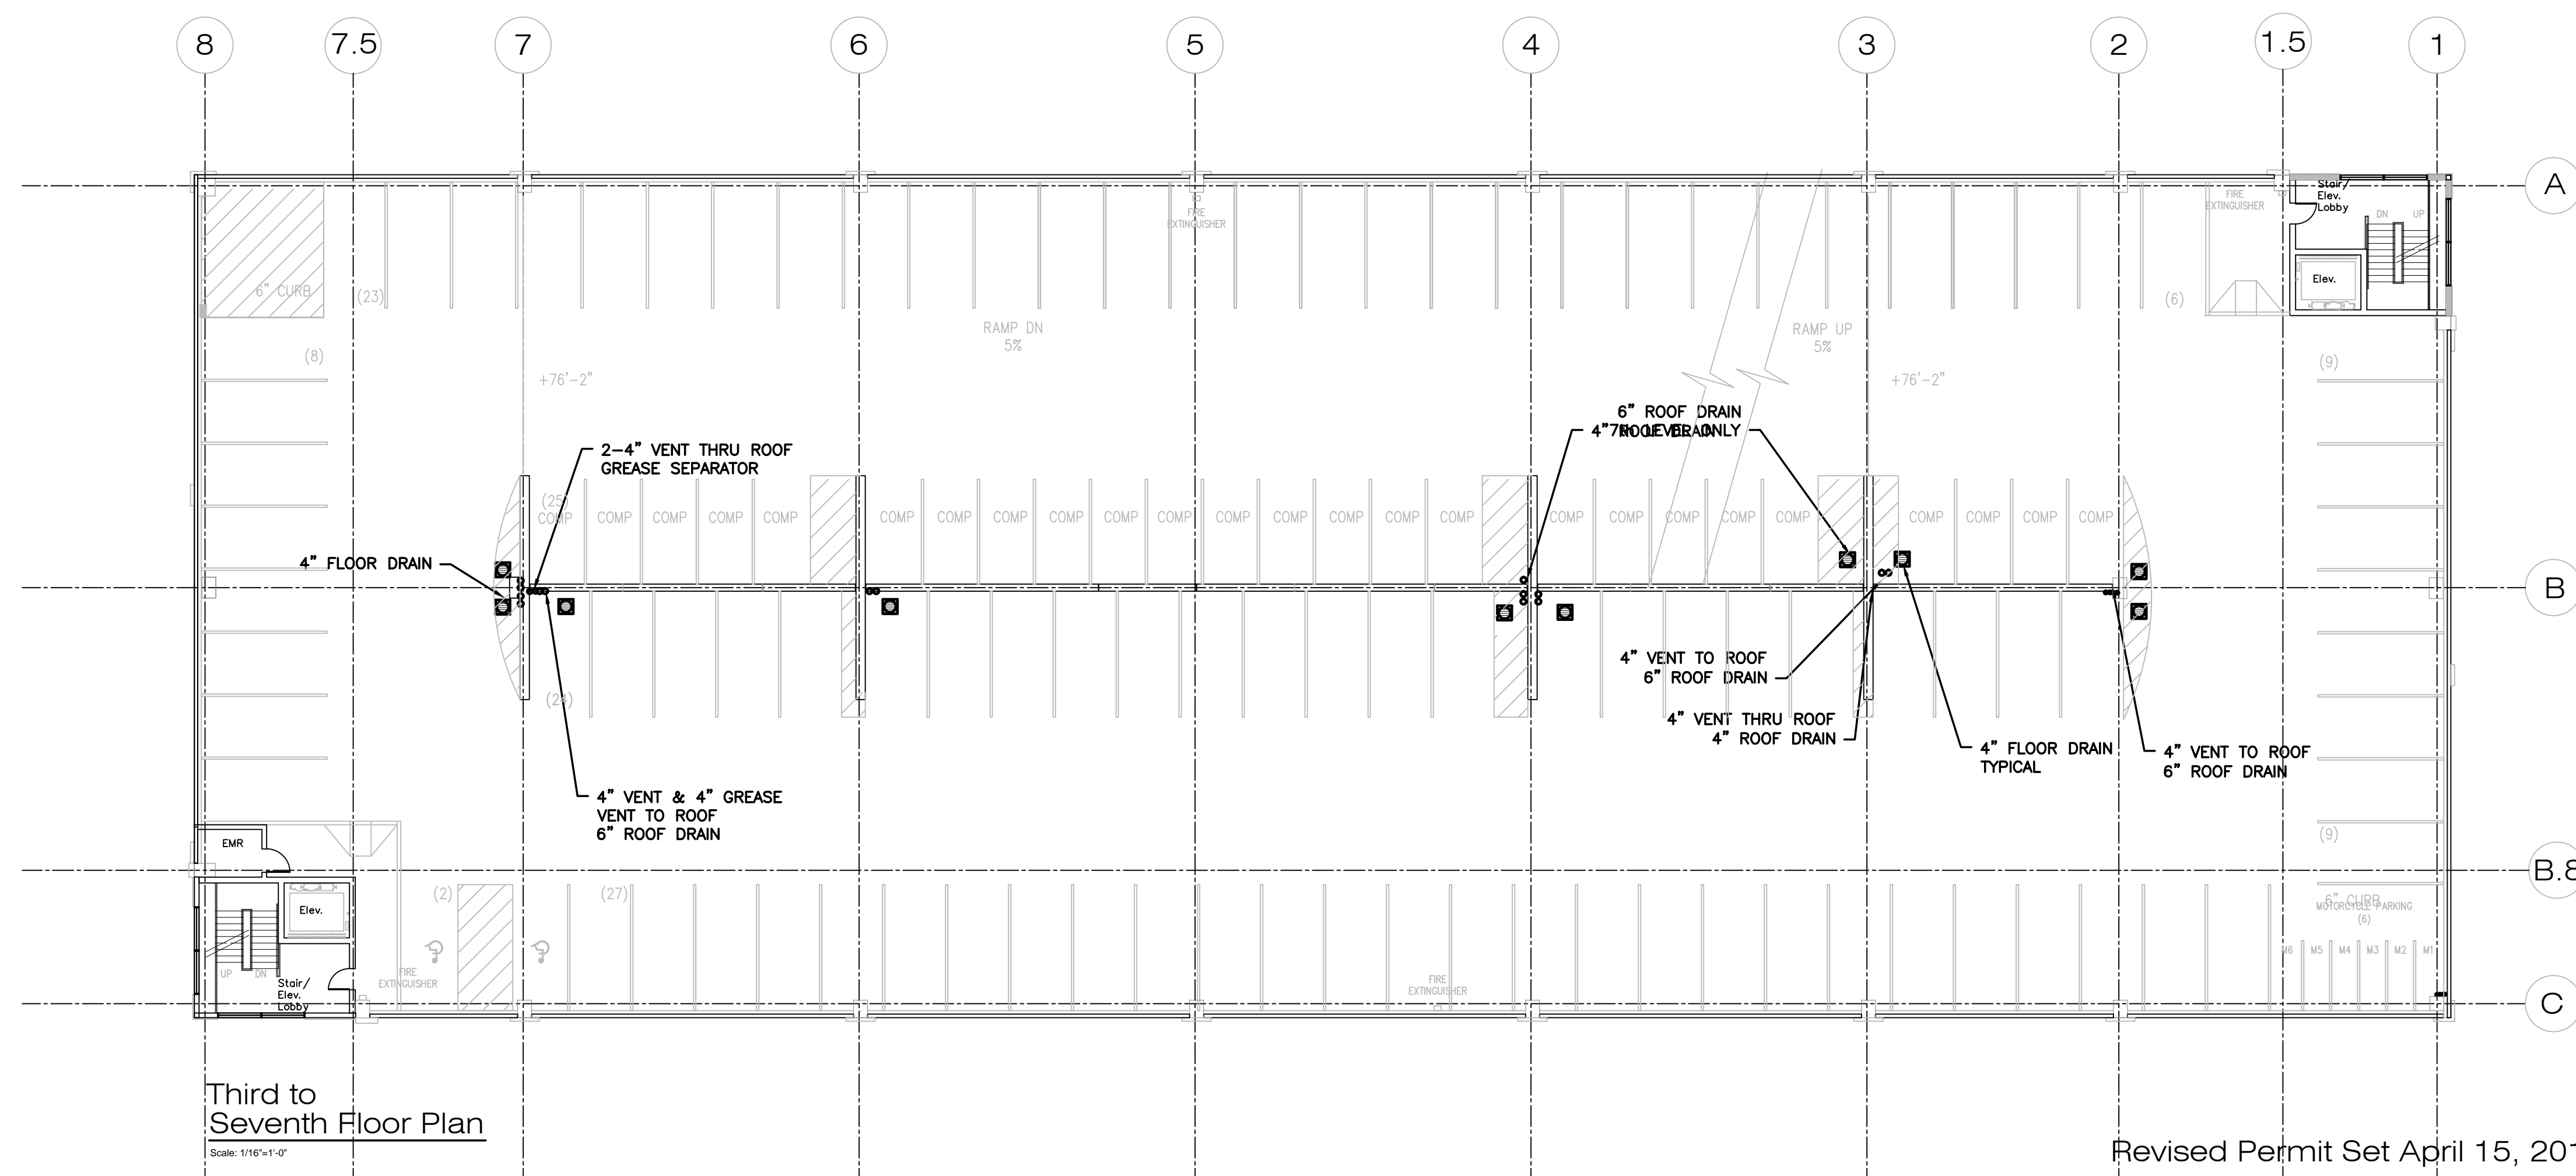 8 7.5 7 6 5 4 3 2 1.5 1
A
Stair/
Elev.
Lobby
FIRE
EXTINGUISHER
DN UP
FIRE
EXTINGUISHER
Elev.
6" CURB
(23)
(6)
RAMP DN
5%
RAMP UP
5%
(8)
(9)
+76'-2"
+76'-2"
6" ROOF DRAIN
4" ROOF DRAIN
7th LEVEL ONLY
2-4" VENT THRU ROOF
GREASE SEPARATOR
(25)
COMP COMP COMP COMP COMP COMP COMP COMP COMP COMP COMP COMP COMP COMP COMP COMP COMP COMP COMP COMP COMP COMP COMP COMP COMP
4" FLOOR DRAIN
B
4" VENT TO ROOF
6" ROOF DRAIN
(24)
4" VENT THRU ROOF
4" ROOF DRAIN
4" FLOOR DRAIN
TYPICAL
4" VENT TO ROOF
6" ROOF DRAIN
4" VENT & 4" GREASE
VENT TO ROOF
6" ROOF DRAIN
(9)
EMR
B.8
(2)
(27)
Elev.
6" CURB
MOTORCYCLE PARKING
(6)
M6 M5 M4 M3 M2 M1
UP DN
Stair/
Elev.
Lobby
FIRE
EXTINGUISHER
FIRE
EXTINGUISHER
C
Third to
Seventh Floor Plan
Scale: 1/16"=1'-0"
Revised Permit Set April 15, 201